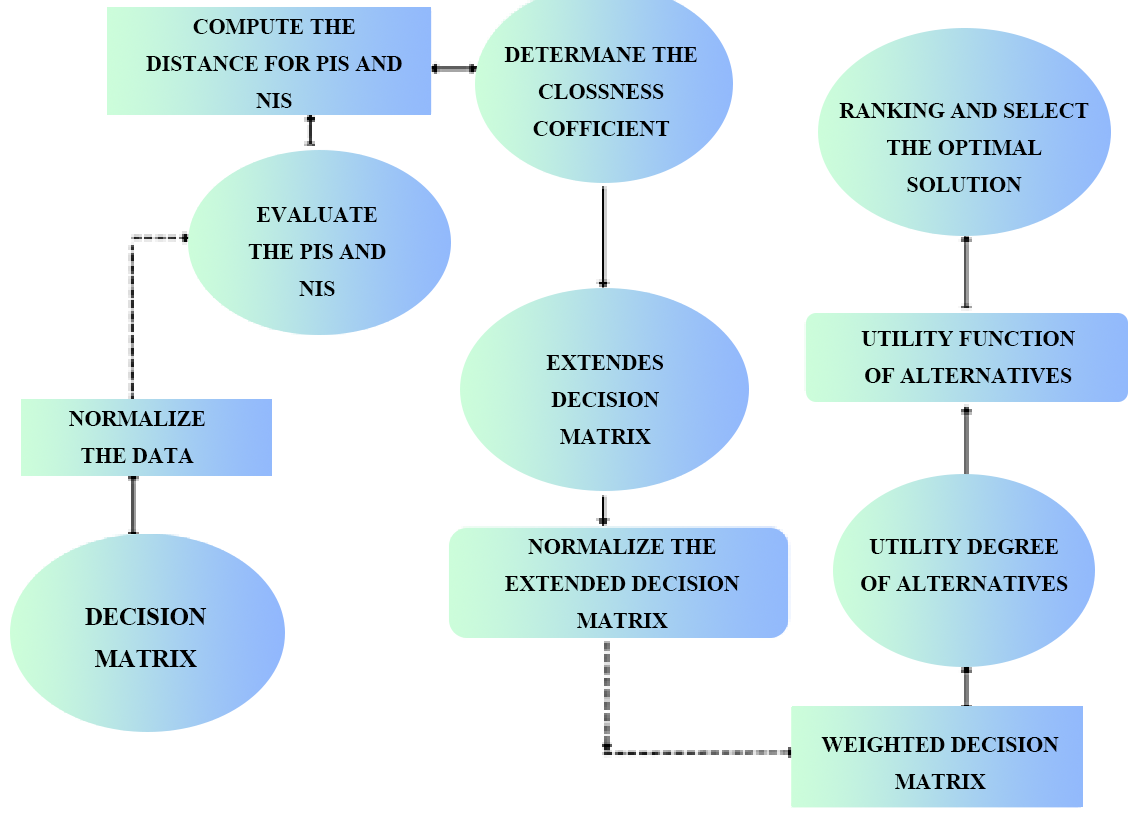 COMPUTE THE
DISTANCE FOR PIS AND
NIS
DETERMANE THE
CLOSSNESS
COFFICIENT
RANKING AND SELECT
THE OPTIMAL
SOLUTION
EVALUATE
THE PIS AND
NIS
UTILITY FUNCTION
OF ALTERNATIVES
EXTENDES
DECISION
MATRIX
NORMALIZE
THE DATA
NORMALIZE THE
EXTENDED DECISION
MATRIX
UTILITY DEGREE
OF ALTERNATIVES
DECISION
MATRIX
WEIGHTED DECISION
MATRIX